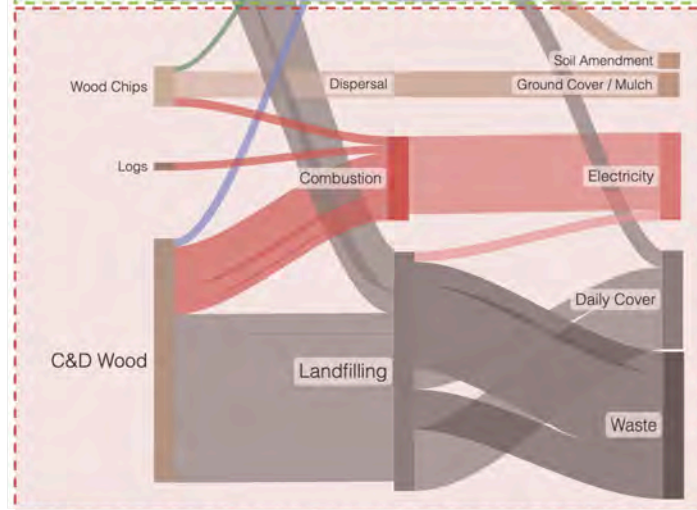 Soil Amendment
Wood Chips
Dispersal
Ground Cover / Mulch
Logs
Combustion
Electricity
Daily Cover
C&D Wood
Landfilling
Waste